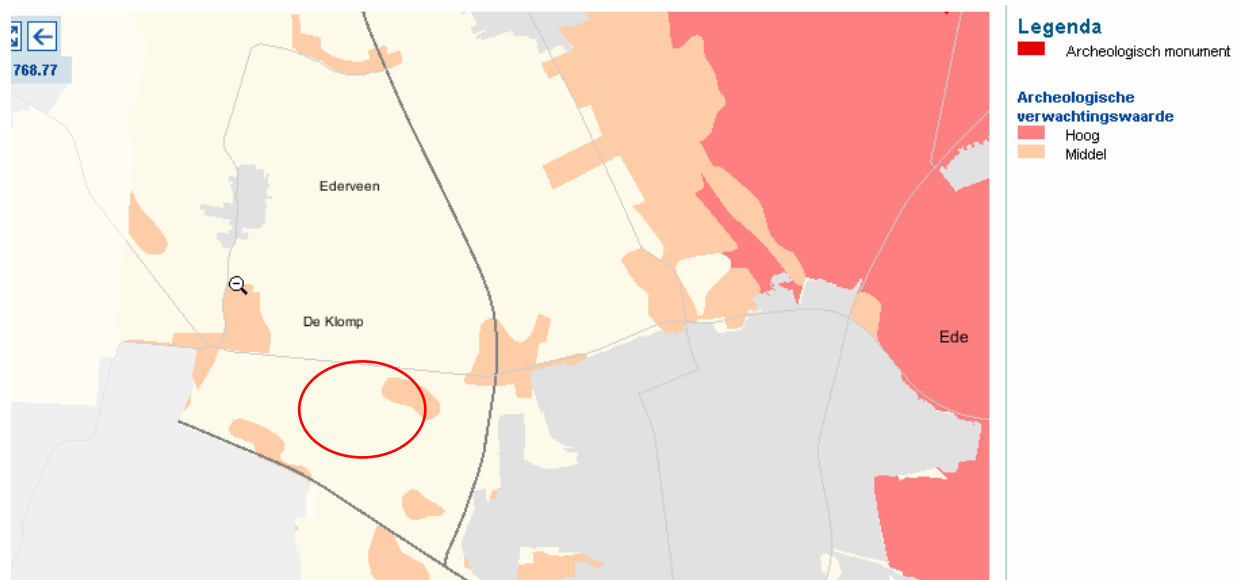 768.77
Ederveen
De Klomp
Ede
Legenda
Archeologisch monument
Archeologische
verwachtingswaarde
Hoog
Middel